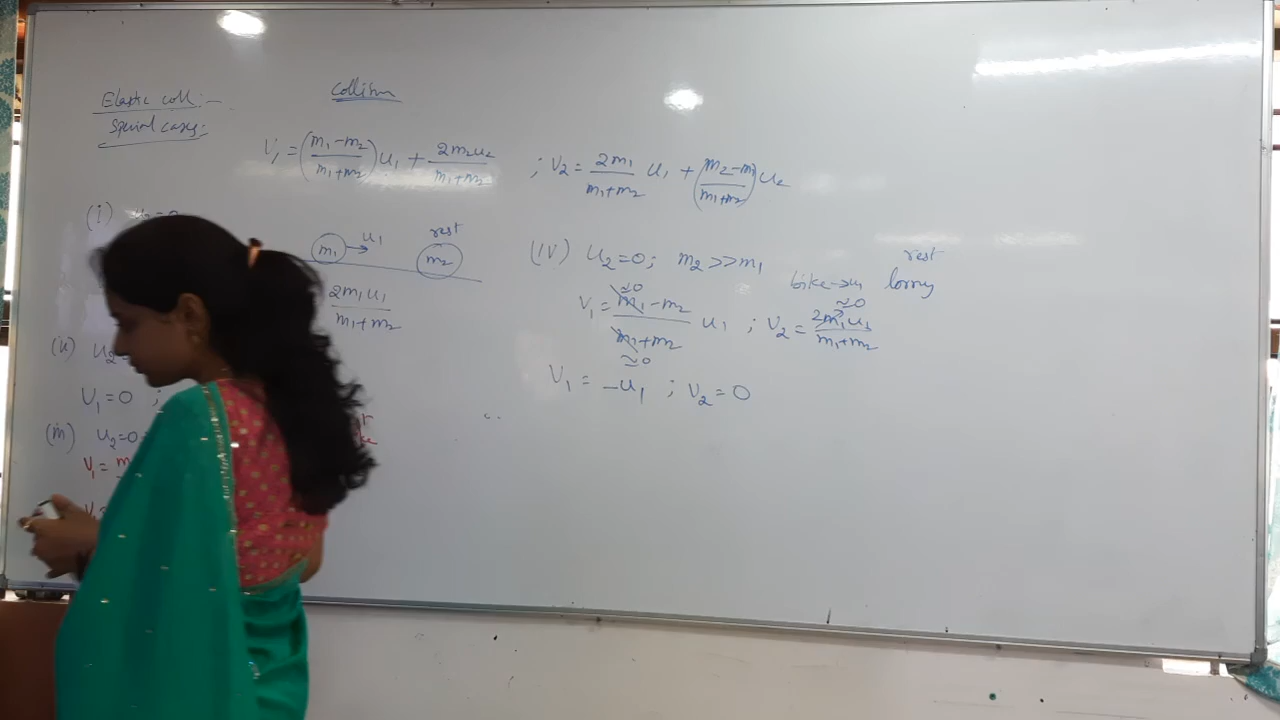 Collision
Elastic coll:-
Special cases:-
V₁ = (m₁-m₂/m₁+m₂)u₁ + 2m₂u₂/m₁+m₂ ; V₂ = 2m₁/m₁+m₂ u₁ + (m₂-m₁/m₁+m₂)u₂
(i)
m₁ → u₁ rest m₂
2m₁u₁/m₁+m₂
(ii) U₂=
U₁=0 ;
(iii) U₂=0
V₁ = m
(IV) U₂=0; m₂>>m₁
rest
bike lorry
V₁ = m₁-m₂/m₁+m₂ u₁ ; V₂ = 2m₁u₁/m₁+m₂
≃0 ≃0 ≃0
V₁ = -u₁ ; V₂ = 0